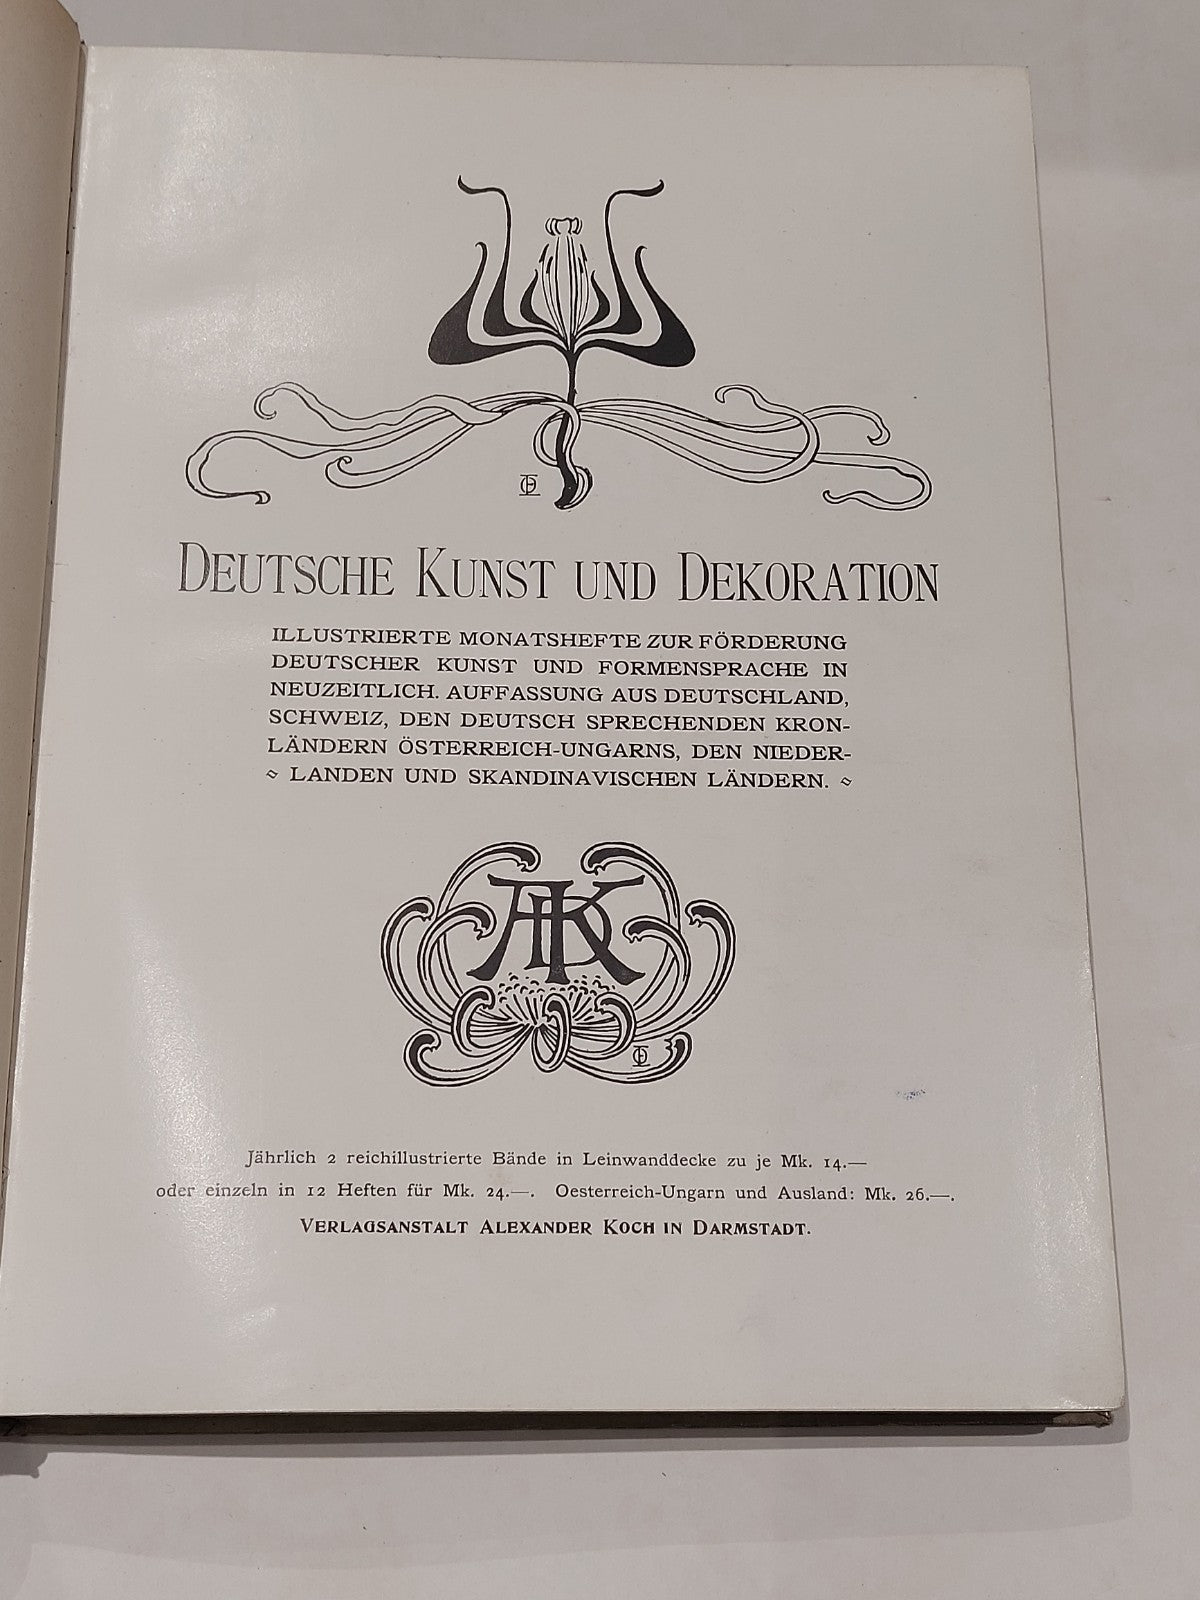 DEUTSCHE KUNST UND DEKORATION
ILLUSTRIERTE MONATSHEFTE ZUR FÖRDERUNG
DEUTSCHER KUNST UND FORMENSPRACHE IN
NEUZEITLICH. AUFFASSUNG AUS DEUTSCHLAND,
SCHWEIZ, DEN DEUTSCH SPRECHENDEN KRON-
LÄNDERN ÖSTERREICH-UNGARNS, DEN NIEDER-
LANDEN UND SKANDINAVISCHEN LÄNDERN.
Jährlich 2 reichillustrierte Bände in Leinwanddecke zu je Mk. 14.—
oder einzeln in 12 Heften für Mk. 24.—. Oesterreich-Ungarn und Ausland: Mk. 26.—.
VERLAGSANSTALT ALEXANDER KOCH IN DARMSTADT.